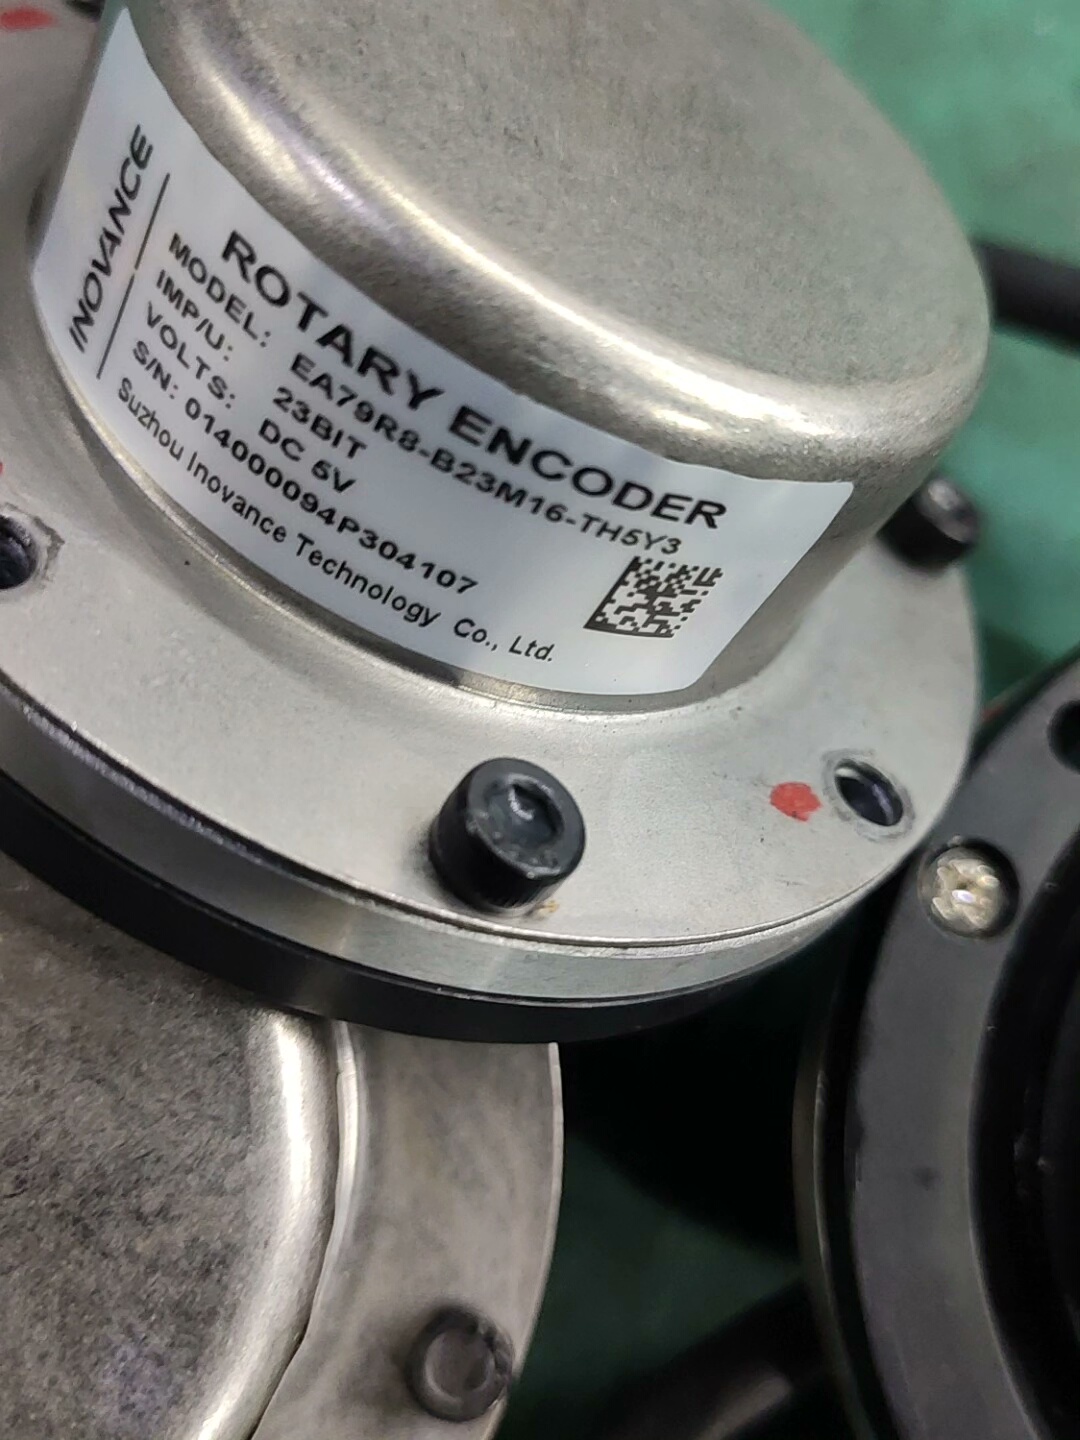 INOVANCE
ROTARY ENCODER
MODEL: EA79R8-B23M16-TH5Y3
IMP/U: 23BIT
VOLTS: DC 5V
S/N: 014000094P304107
Suzhou Inovance Technology Co., Ltd.